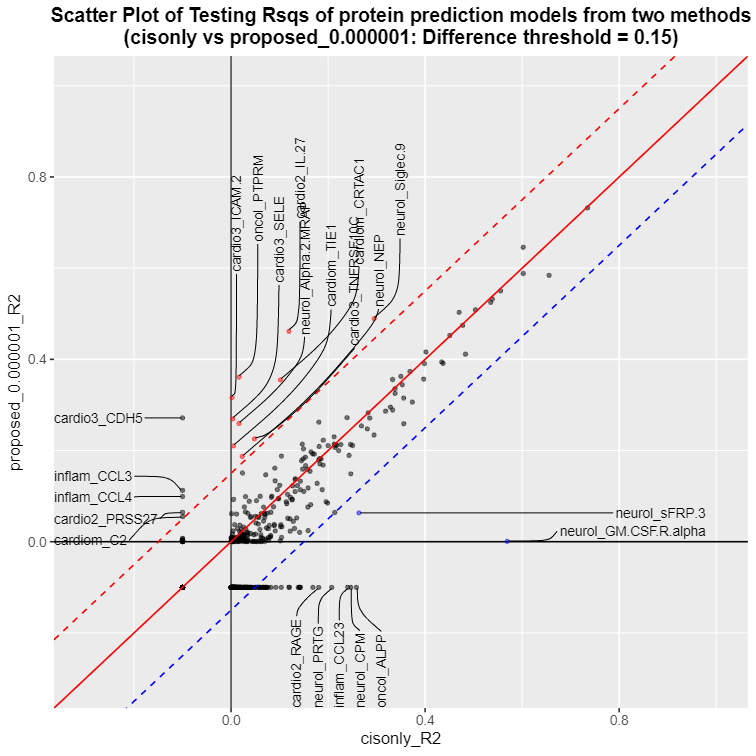 Scatter Plot of Testing Rsqs of protein prediction models from two methods
(cisonly vs proposed_0.000001: Difference threshold = 0.15)
cardio3_ICAM.2
oncol_PTPRM
cardio3_SELE
cardio2_IL.27
neurol_Alpha.2.MRAP
cardiom_TIE1
cardiom_CRTAC1
cardio3_TNFRSF10C
neurol_NEP
neurol_Siglec.9
0.8
0.4
0.0
proposed_0.000001_R2
cardio3_CDH5
inflam_CCL3
inflam_CCL4
cardio2_PRSS27
cardiom_C2
neurol_sFRP.3
neurol_GM.CSF.R.alpha
cardio2_RAGE
neurol_PRTG
inflam_CCL23
neurol_CPM
oncol_ALPP
0.0
0.4
0.8
cisonly_R2